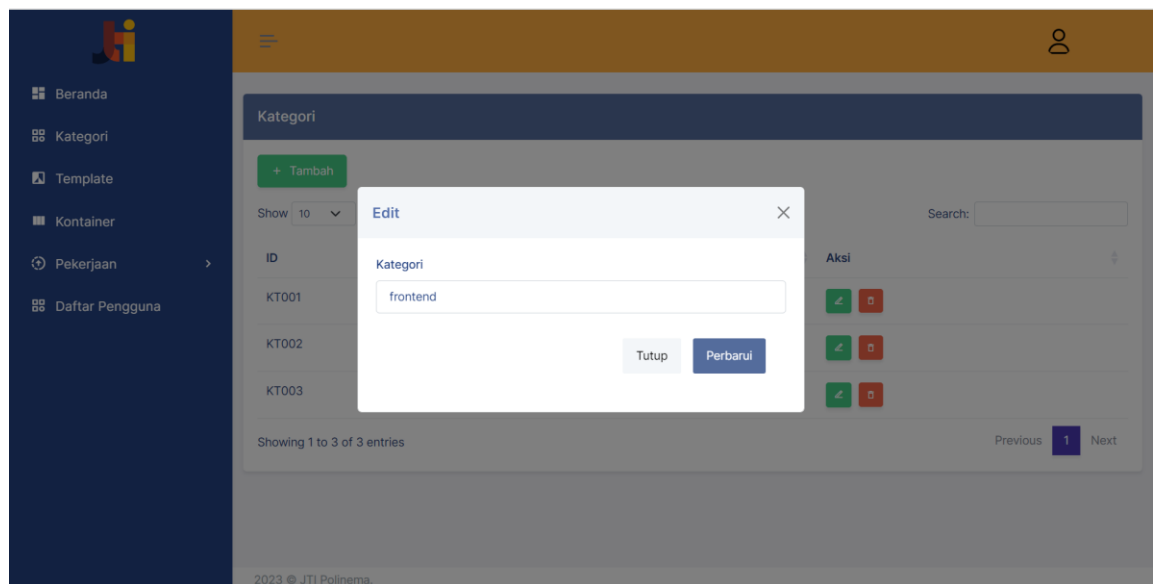 Jti
Beranda
Kategori
Template
Kontainer
Pekerjaan
Daftar Pengguna
Kategori
+ Tambah
Show 10
Search:
ID
Aksi
KT001
KT002
KT003
Edit
Kategori
frontend
Tutup
Perbarui
Showing 1 to 3 of 3 entries
Previous 1 Next
2023 © JTI Polinema.